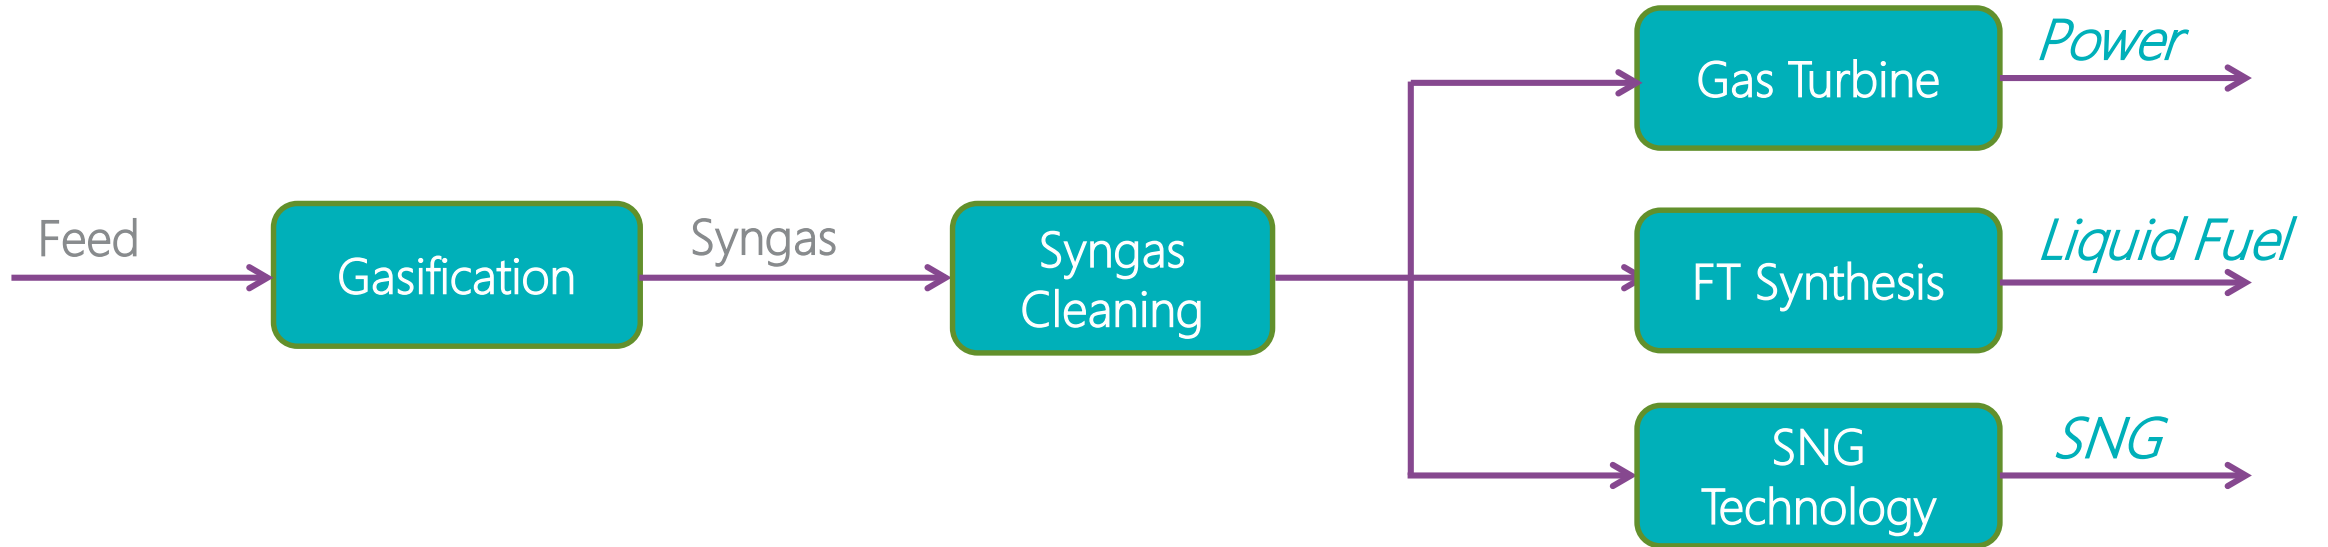 Feed
Gasification
Syngas
Syngas
Cleaning
Gas Turbine
Power
FT Synthesis
Liquid Fuel
SNG
Technology
SNG